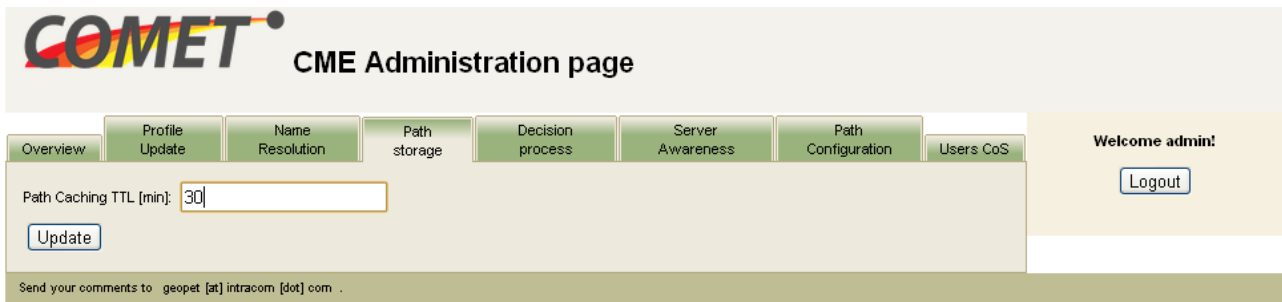 COMET
CME Administration page
Overview
Profile
Update
Name
Resolution
Path
storage
Decision
process
Server
Awareness
Path
Configuration
Users CoS
Welcome admin!
Logout
Path Caching TTL [min]: 30
Update
Send your comments to geopet [at] intracom [dot] com .